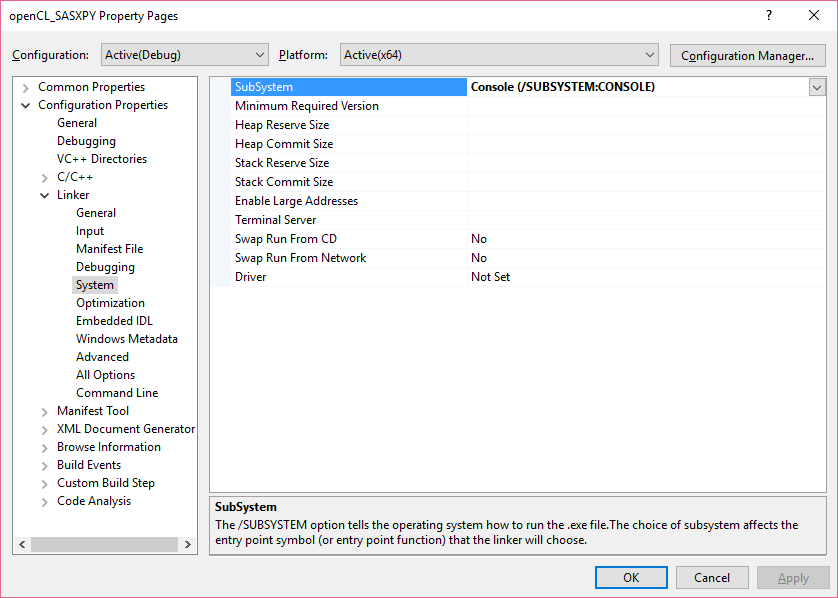 openCL_SASXPY Property Pages
?
Configuration: Active(Debug) Platform: Active(x64) Configuration Manager...
Common Properties
Configuration Properties
General
Debugging
VC++ Directories
C/C++
Linker
General
Input
Manifest File
Debugging
System
Optimization
Embedded IDL
Windows Metadata
Advanced
All Options
Command Line
Manifest Tool
XML Document Generator
Browse Information
Build Events
Custom Build Step
Code Analysis
SubSystem Console (/SUBSYSTEM:CONSOLE)
Minimum Required Version
Heap Reserve Size
Heap Commit Size
Stack Reserve Size
Stack Commit Size
Enable Large Addresses
Terminal Server
Swap Run From CD No
Swap Run From Network No
Driver Not Set
SubSystem
The /SUBSYSTEM option tells the operating system how to run the .exe file.The choice of subsystem affects the
entry point symbol (or entry point function) that the linker will choose.
OK Cancel Apply